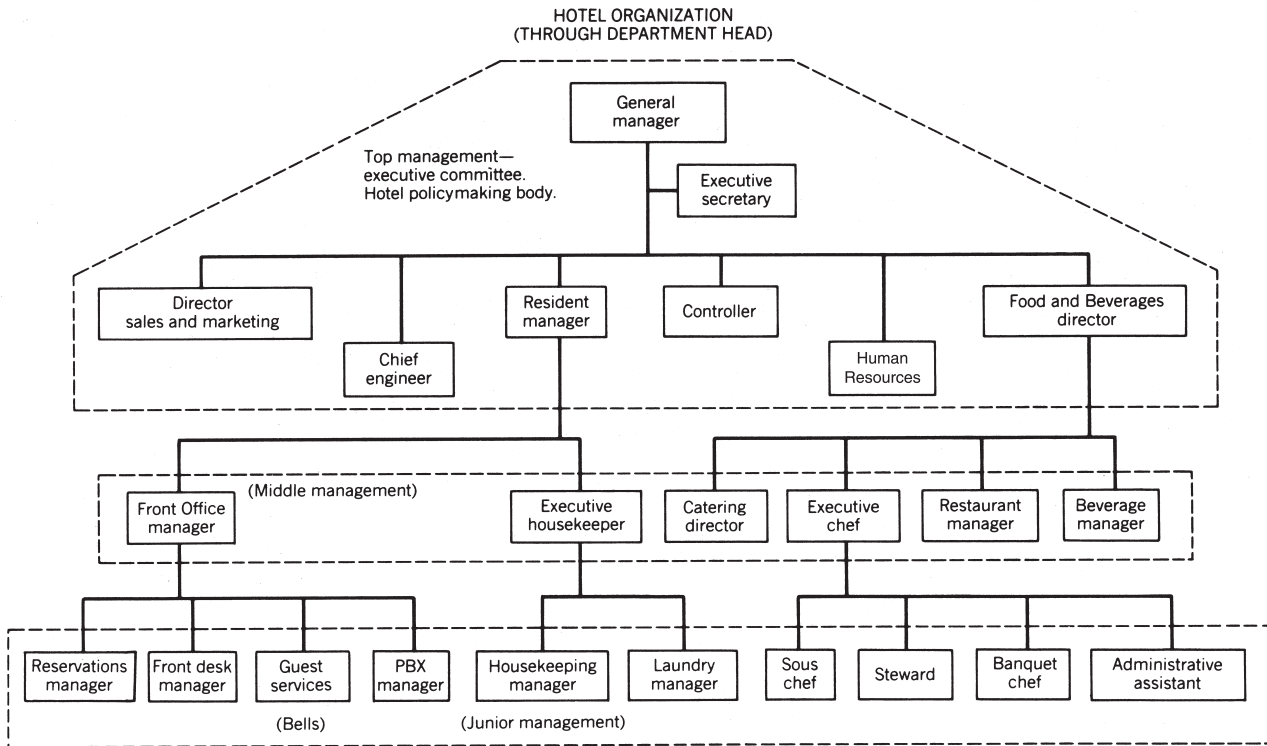 HOTEL ORGANIZATION
(THROUGH DEPARTMENT HEAD)
General
manager
Top management—
executive committee.
Hotel policymaking body.
Executive
secretary
Director
sales and marketing
Chief
engineer
Resident
manager
Controller
Human
Resources
Food and Beverages
director
(Middle management)
Front Office
manager
Executive
housekeeper
Catering
director
Executive
chef
Restaurant
manager
Beverage
manager
Reservations
manager
Front desk
manager
Guest
services
(Bells)
PBX
manager
Housekeeping
manager
Laundry
manager
(Junior management)
Sous
chef
Steward
Banquet
chef
Administrative
assistant